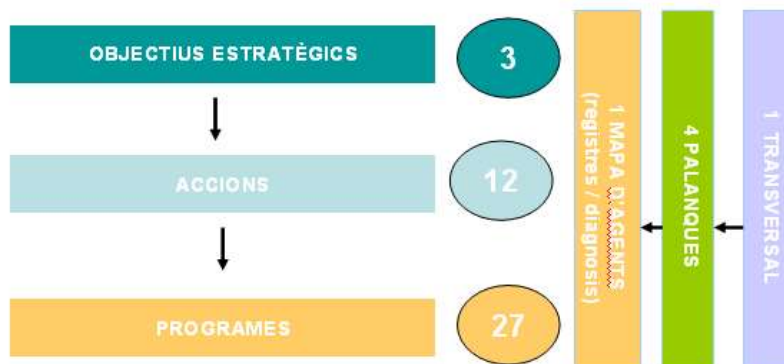 OBJECTIUS ESTRATÈGICS
3
ACCIONS
12
PROGRAMES
27
1 MAPA D'AGENTS
(registres / diagnosis)
4 PALANQUES
1 TRANSVERSAL